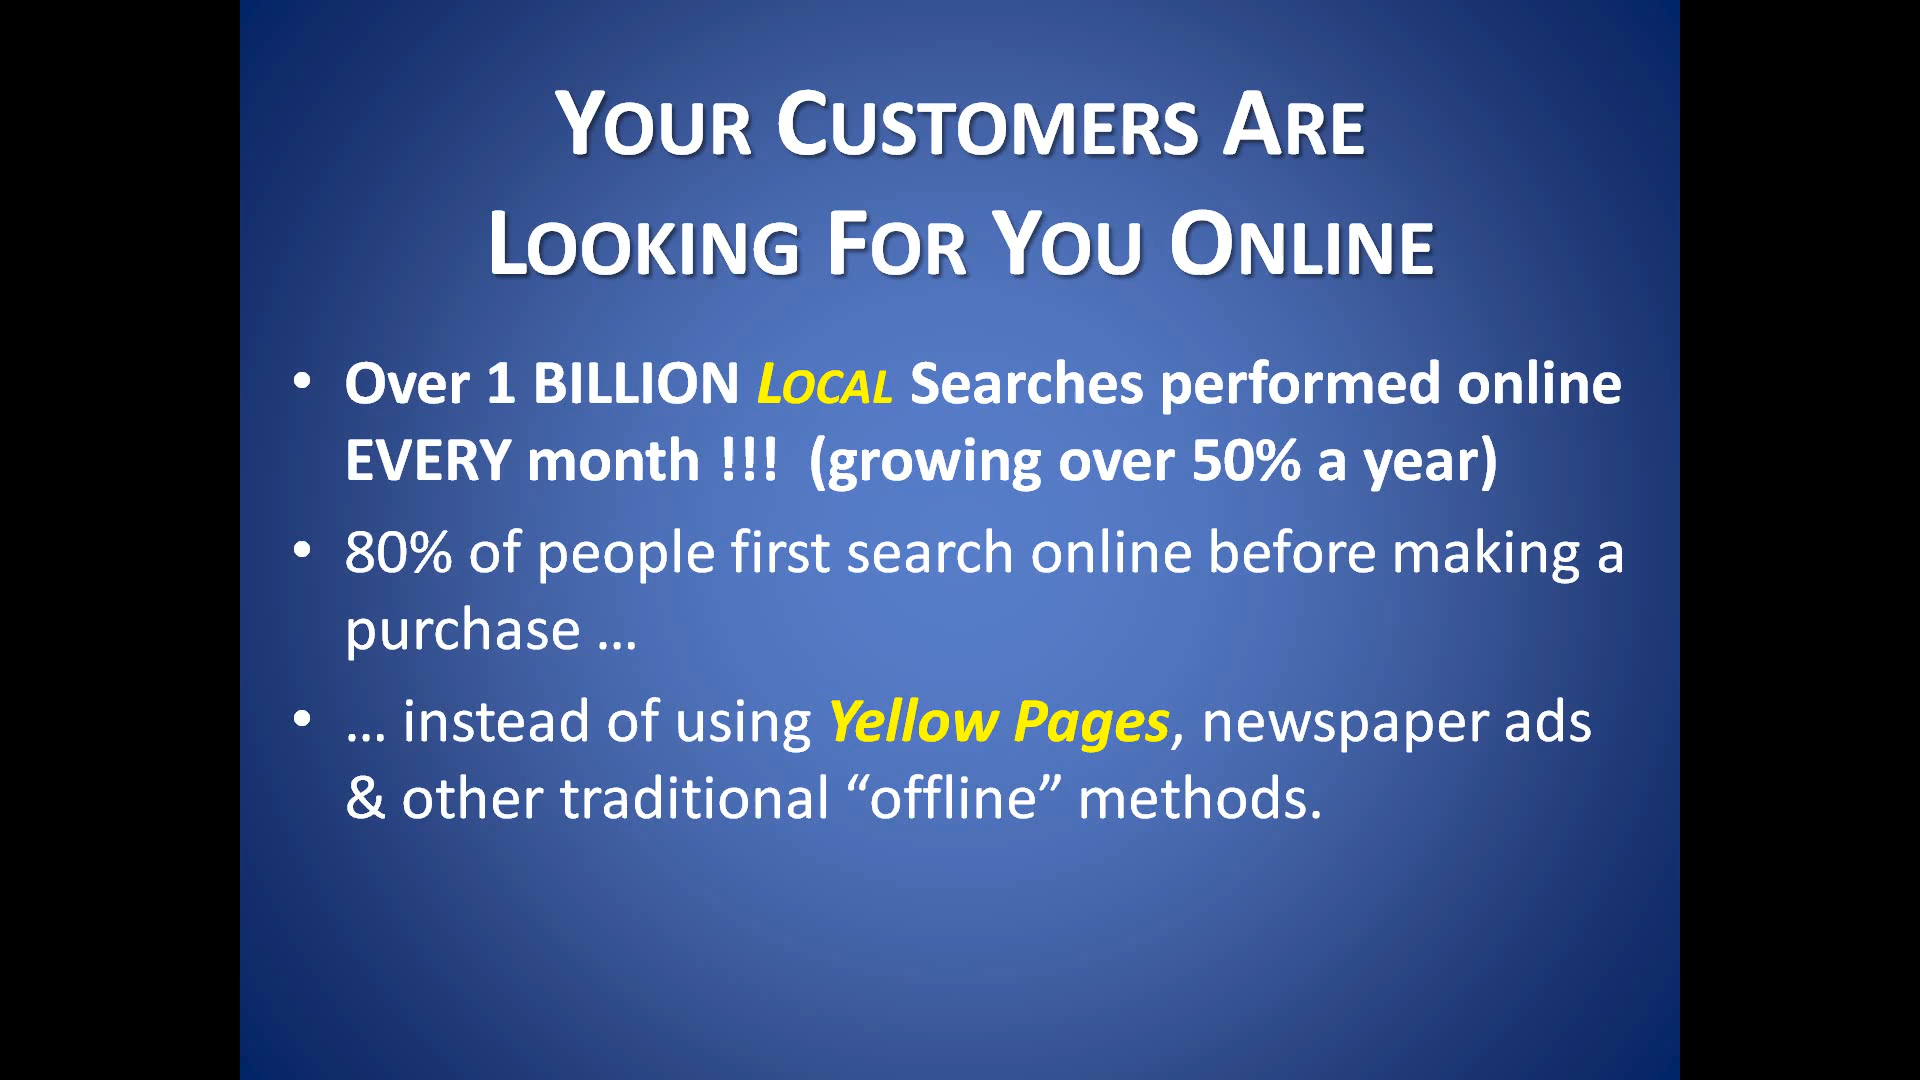 Your Customers Are
Looking For You Online
• Over 1 BILLION Local Searches performed online
EVERY month !!!  (growing over 50% a year)
• 80% of people first search online before making a
purchase …
• … instead of using Yellow Pages, newspaper ads
& other traditional “offline” methods.